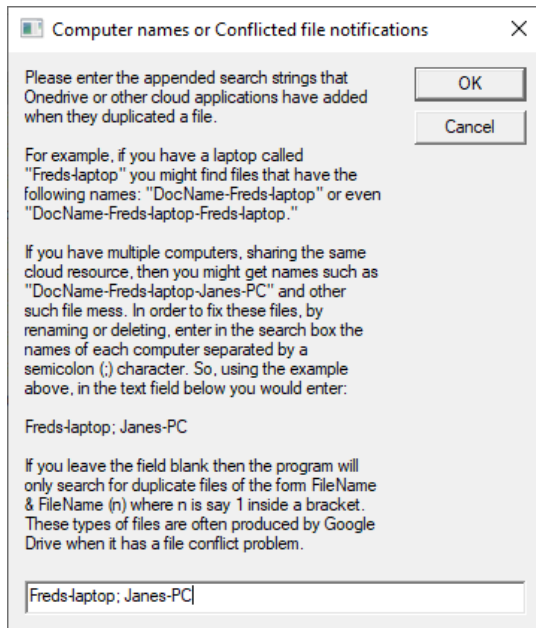 Computer names or Conflicted file notifications
Please enter the appended search strings that
Onedrive or other cloud applications have added
when they duplicated a file.
OK
Cancel
For example, if you have a laptop called
"Freds-laptop" you might find files that have the
following names: "DocName-Freds-laptop" or even
"DocName-Freds-laptop-Freds-laptop."
If you have multiple computers, sharing the same
cloud resource, then you might get names such as
"DocName-Freds-laptop-Janes-PC" and other
such file mess. In order to fix these files, by
renaming or deleting, enter in the search box the
names of each computer separated by a
semicolon (;) character. So, using the example
above, in the text field below you would enter:
Freds-laptop; Janes-PC
If you leave the field blank then the program will
only search for duplicate files of the form FileName
& FileName (n) where n is say 1 inside a bracket.
These types of files are often produced by Google
Drive when it has a file conflict problem.
Freds-laptop; Janes-PC